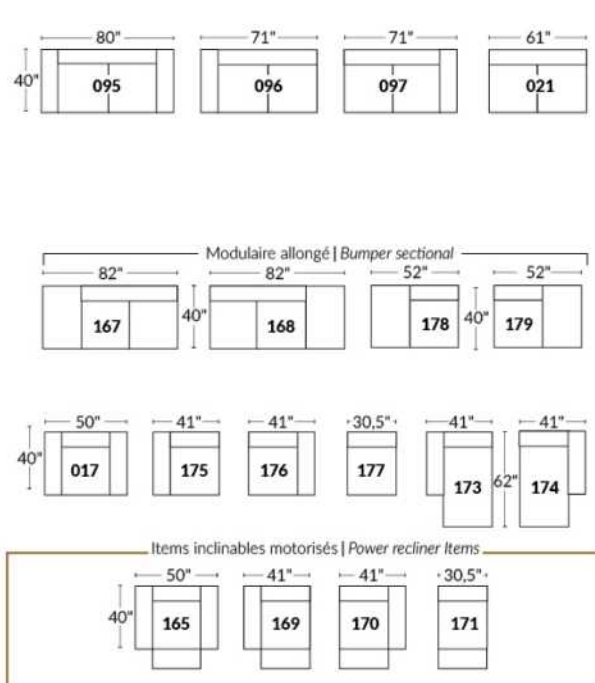 80" 71" 71" 61"
40" 095 096 097 021
Modulaire allongé | Bumper sectional
82" 82" 52" 52"
167 40" 168 178 40" 179
50" 41" 41" 30,5" 41" 41"
40" 017 175 176 177 173 62" 174
Items inclinables motorisés | Power recliner Items
50" 41" 41" 30,5"
40" 165 169 170 171